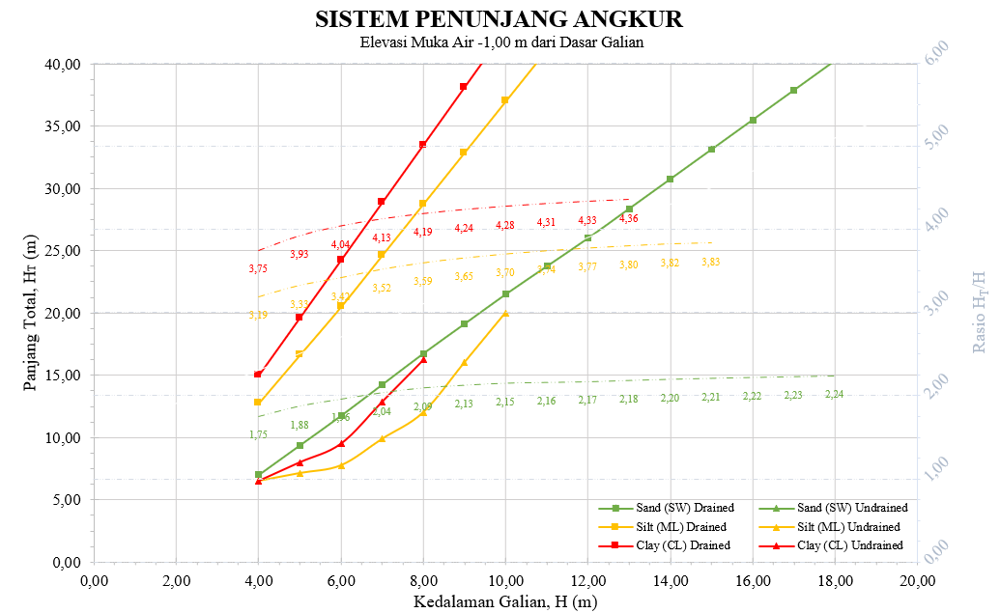 SISTEM PENUNJANG ANGKUR
Elevasi Muka Air -1,00 m dari Dasar Galian
Panjang Total, HT (m)
40,00
35,00
30,00
25,00
20,00
15,00
10,00
5,00
0,00
6,00
5,00
4,00
3,00
2,00
1,00
0,00
Rasio HT/H
3,75 3,93 4,04 4,13 4,19 4,24 4,28 4,31 4,33 4,36
3,19 3,33 3,42 3,52 3,59 3,65 3,70 3,74 3,77 3,80 3,82 3,83
1,75 1,88 1,96 2,04 2,09 2,13 2,15 2,16 2,17 2,18 2,20 2,21 2,22 2,23 2,24
Sand (SW) Drained Sand (SW) Undrained
Silt (ML) Drained Silt (ML) Undrained
Clay (CL) Drained Clay (CL) Undrained
0,00 2,00 4,00 6,00 8,00 10,00 12,00 14,00 16,00 18,00 20,00
Kedalaman Galian, H (m)